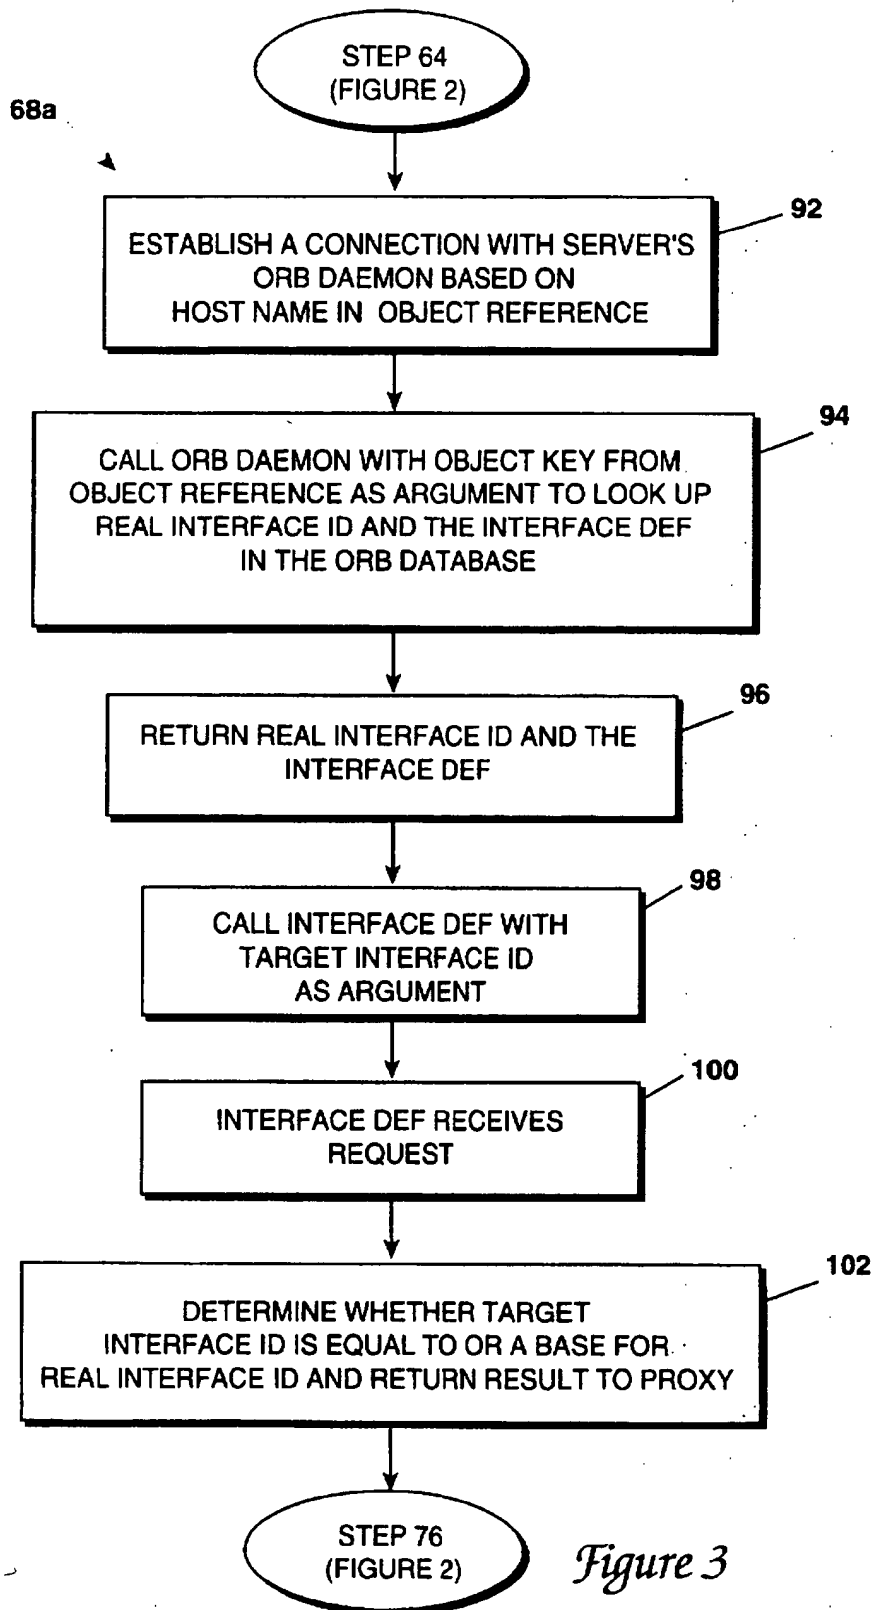 STEP 64
(FIGURE 2)
68a
92
ESTABLISH A CONNECTION WITH SERVER'S
ORB DAEMON BASED ON
HOST NAME IN OBJECT REFERENCE
94
CALL ORB DAEMON WITH OBJECT KEY FROM
OBJECT REFERENCE AS ARGUMENT TO LOOK UP
REAL INTERFACE ID AND THE INTERFACE DEF
IN THE ORB DATABASE
96
RETURN REAL INTERFACE ID AND THE
INTERFACE DEF
98
CALL INTERFACE DEF WITH
TARGET INTERFACE ID
AS ARGUMENT
100
INTERFACE DEF RECEIVES
REQUEST
102
DETERMINE WHETHER TARGET
INTERFACE ID IS EQUAL TO OR A BASE FOR
REAL INTERFACE ID AND RETURN RESULT TO PROXY
STEP 76
(FIGURE 2)
Figure 3